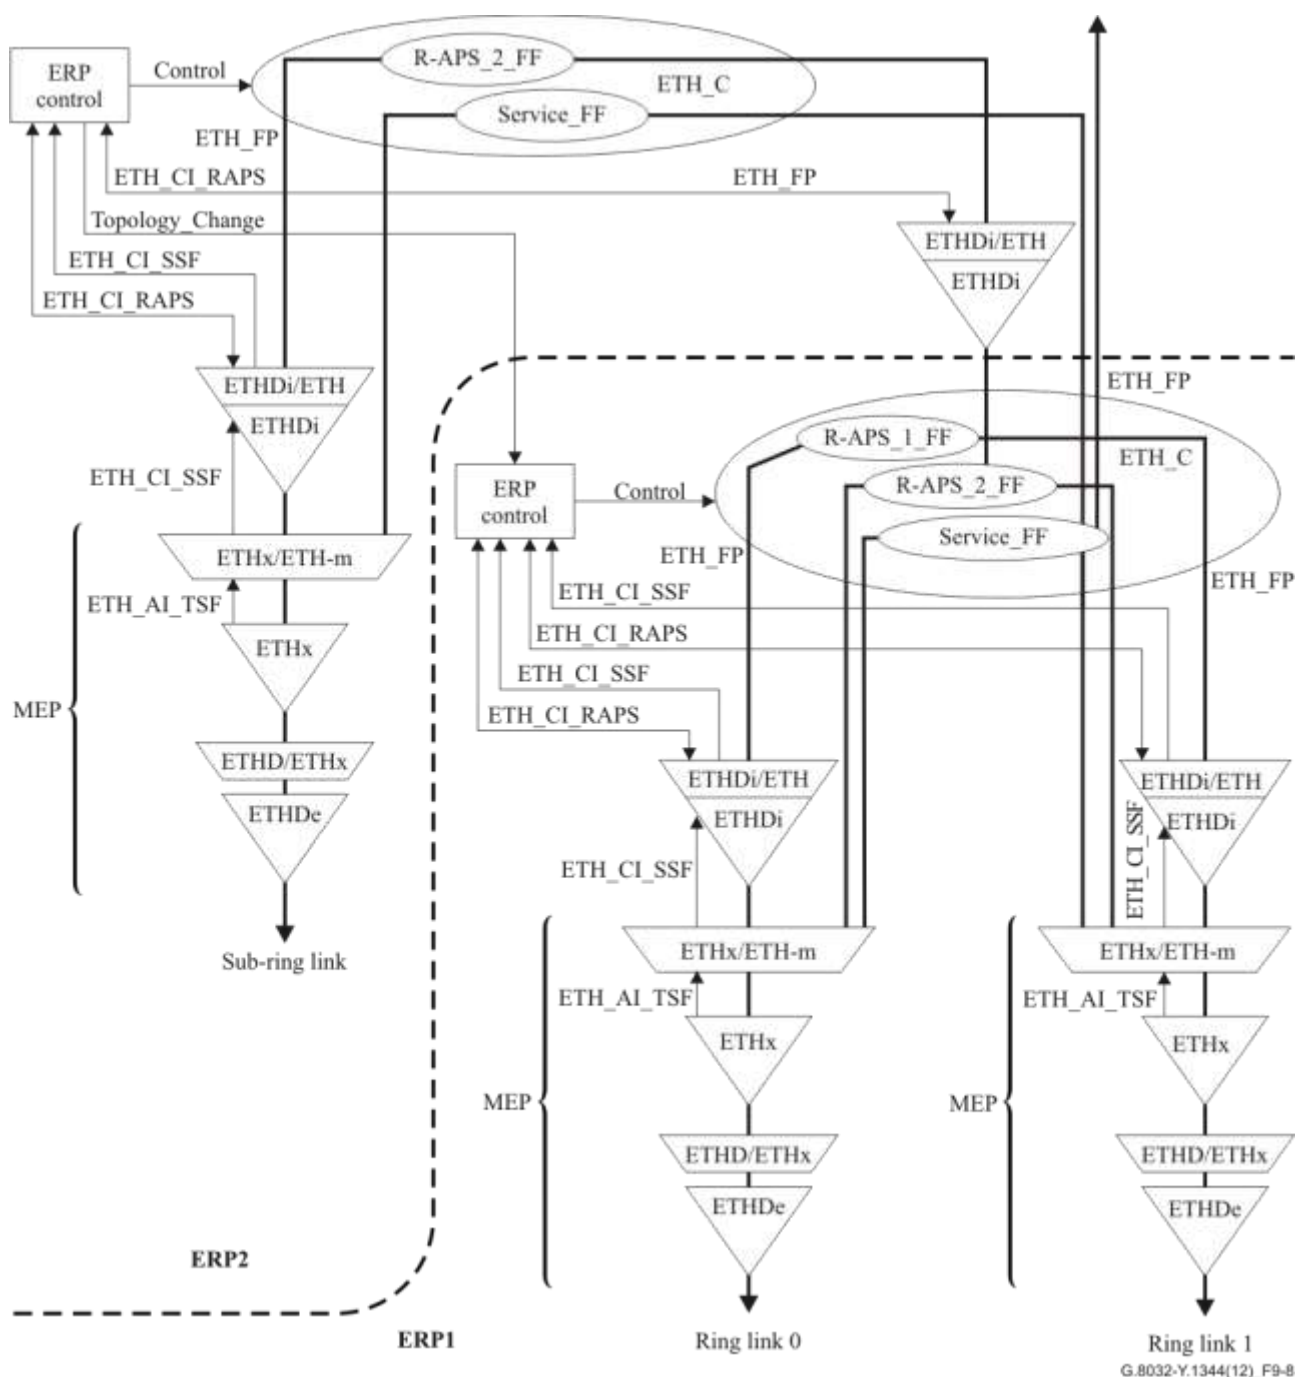 R-APS_2_FF
ERP
control
Control
ETH_C
Service_FF
ETH_FP
ETH_CI_RAPS
ETH_FP
Topology_Change
ETHDi/ETH
ETH_CI_SSF
ETHDi
ETH_CI_RAPS
ETHDi/ETH
ETH_FP
ETHDi
R-APS_1_FF
ETH_C
ETH_CI_SSF
ERP
control
Control
R-APS_2_FF
Service_FF
ETHx/ETH-m
ETH_FP
ETH_FP
ETH_CI_SSF
ETH_AI_TSF
ETH_CI_RAPS
ETHx
ETH_CI_SSF
MEP
ETH_CI_RAPS
ETHD/ETHx
ETHDi/ETH
ETHDi/ETH
ETHDe
ETHDi
ETHDi
ETH_CI_SSF
ETH_CI_SSF
Sub-ring link
ETHx/ETH-m
ETHx/ETH-m
ETH_AI_TSF
ETH_AI_TSF
ETHx
ETHx
MEP
MEP
ETHD/ETHx
ETHD/ETHx
ETHDe
ETHDe
ERP2
ERP1
Ring link 0
Ring link 1
G.8032-Y.1344(12)_F9-8